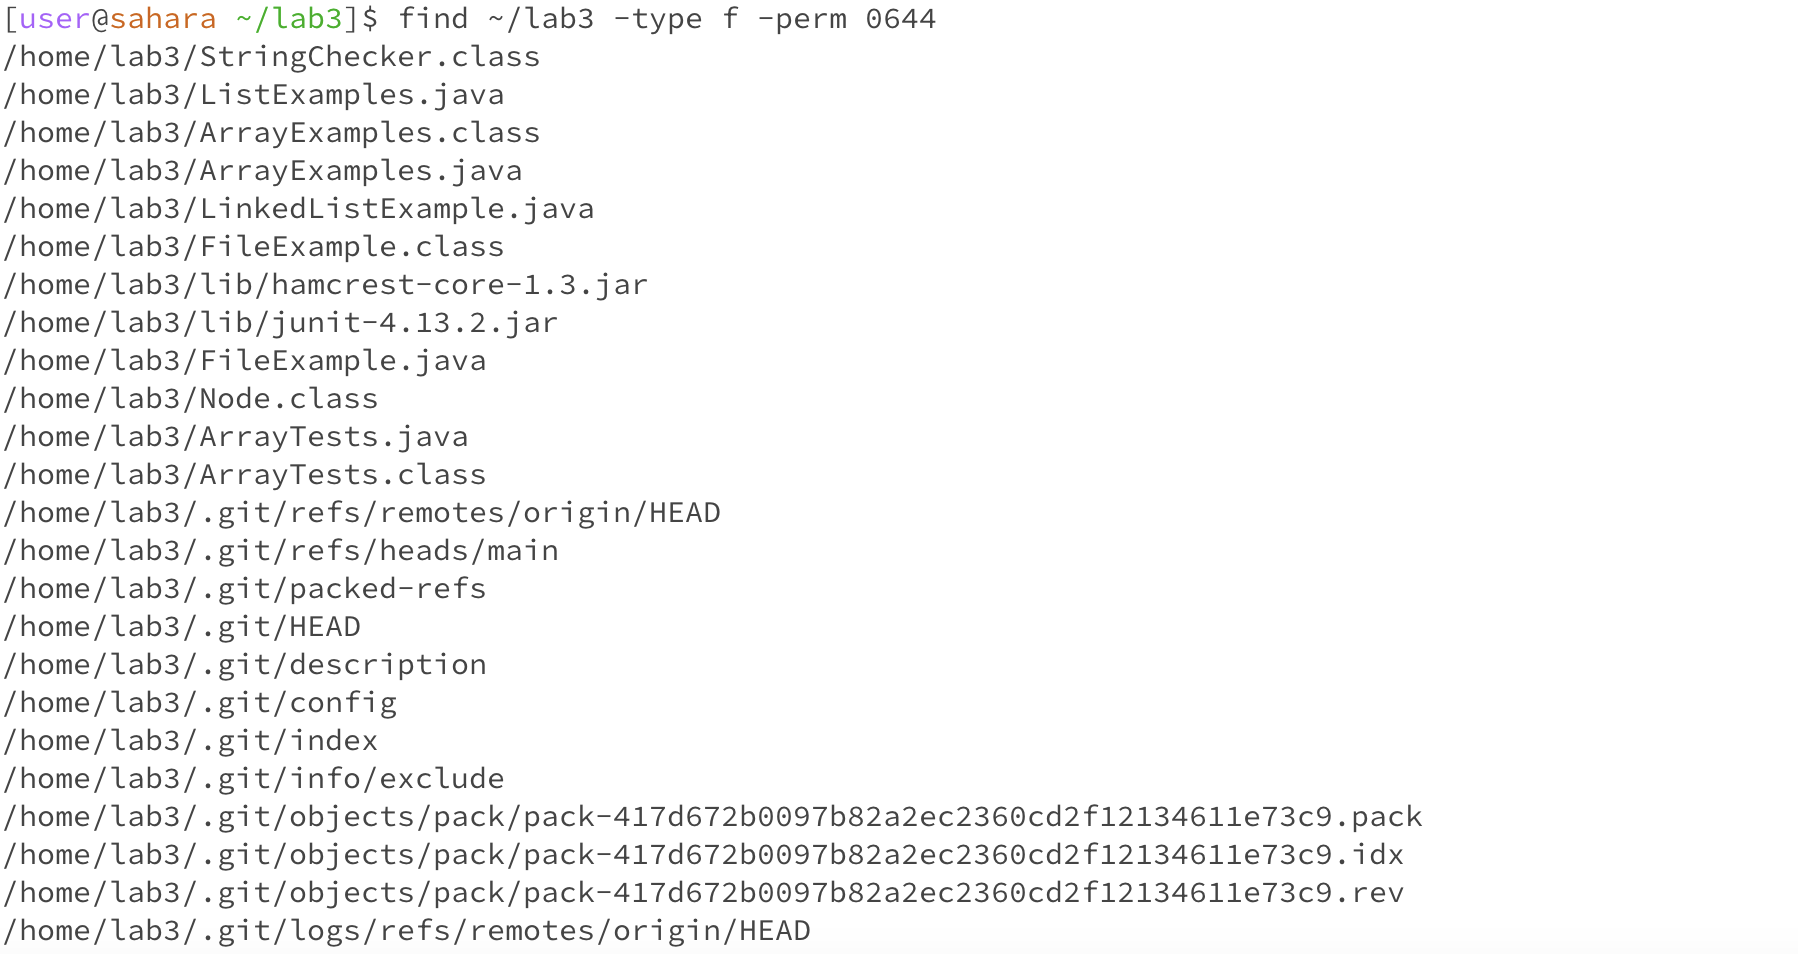 [user@sahara ~/lab3]$ find ~/lab3 -type f -perm 0644
/home/lab3/StringChecker.class
/home/lab3/ListExamples.java
/home/lab3/ArrayExamples.class
/home/lab3/ArrayExamples.java
/home/lab3/LinkedListExample.java
/home/lab3/FileExample.class
/home/lab3/lib/hamcrest-core-1.3.jar
/home/lab3/lib/junit-4.13.2.jar
/home/lab3/FileExample.java
/home/lab3/Node.class
/home/lab3/ArrayTests.java
/home/lab3/ArrayTests.class
/home/lab3/.git/refs/remotes/origin/HEAD
/home/lab3/.git/refs/heads/main
/home/lab3/.git/packed-refs
/home/lab3/.git/HEAD
/home/lab3/.git/description
/home/lab3/.git/config
/home/lab3/.git/index
/home/lab3/.git/info/exclude
/home/lab3/.git/objects/pack/pack-417d672b0097b82a2ec2360cd2f12134611e73c9.pack
/home/lab3/.git/objects/pack/pack-417d672b0097b82a2ec2360cd2f12134611e73c9.idx
/home/lab3/.git/objects/pack/pack-417d672b0097b82a2ec2360cd2f12134611e73c9.rev
/home/lab3/.git/logs/refs/remotes/origin/HEAD